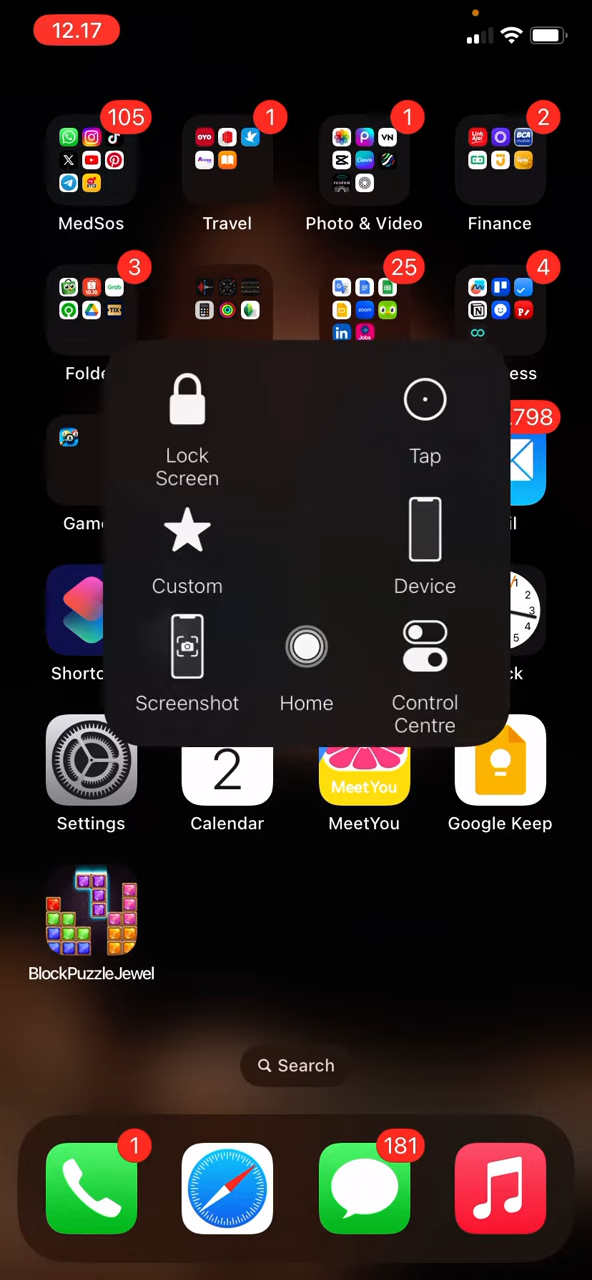 12.17
105
1
1
2
MedSos
Travel
Photo & Video
Finance
3
25
4
Folde
ess
Lock
Screen
Tap
.798
Game
il
Custom
Device
Shortc
ck
Screenshot
Home
Control
Centre
2
MeetYou
Settings
Calendar
MeetYou
Google Keep
BlockPuzzleJewel
Search
1
181